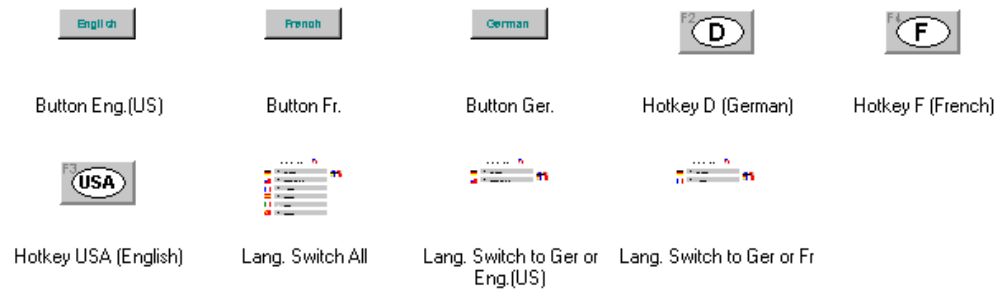 English French German F2 D F4 F
Button Eng.(US) Button Fr. Button Ger. Hotkey D (German) Hotkey F (French)
F3 USA
Hotkey USA (English) Lang. Switch All Lang. Switch to Ger or Eng.(US) Lang. Switch to Ger or Fr